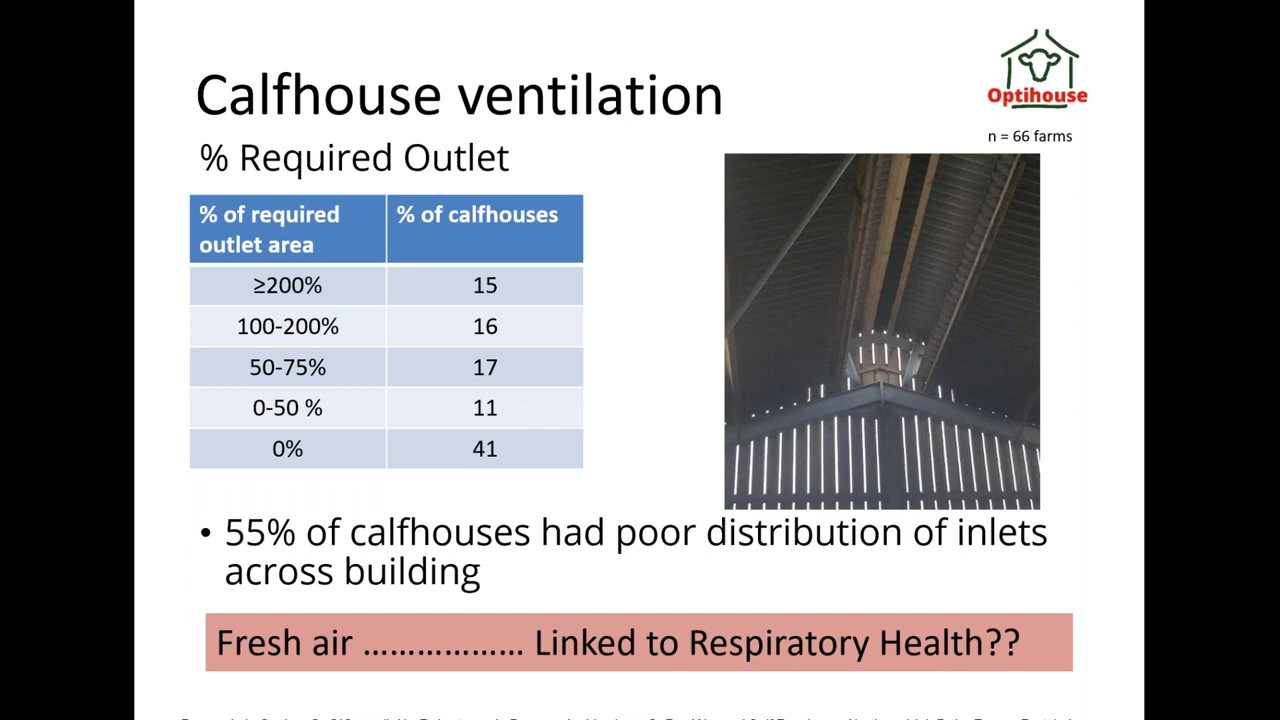 Calfhouse ventilation
Optihouse
n = 66 farms
% Required Outlet
% of required outlet area | % of calfhouses
≥200% | 15
100-200% | 16
50-75% | 17
0-50 % | 11
0% | 41
• 55% of calfhouses had poor distribution of inlets
across building
Fresh air .................. Linked to Respiratory Health??